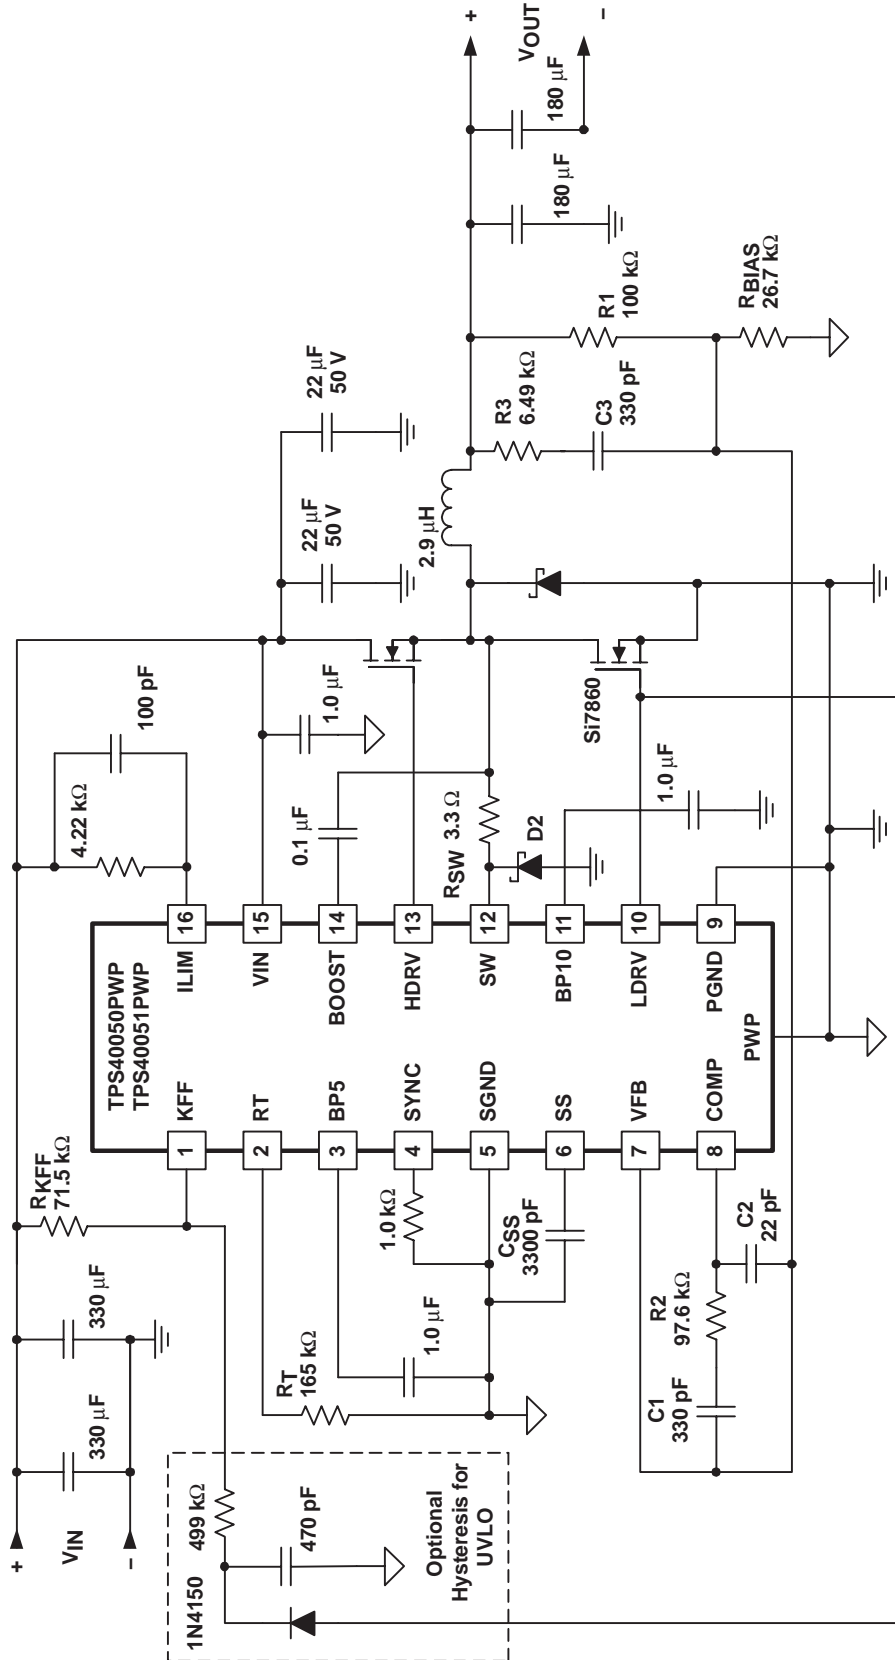 +
VIN
−
330 µF
330 µF
RKFF
71.5 kΩ
499 kΩ
1N4150
470 pF
Optional
Hysteresis for
UVLO
RT
165 kΩ
1.0 µF
1.0 kΩ
CSS
3300 pF
C1
330 pF
R2
97.6 kΩ
C2
22 pF
TPS40050PWP
TPS40051PWP
1
KFF
2
RT
3
BP5
4
SYNC
5
SGND
6
SS
7
VFB
8
COMP
ILIM
16
VIN
15
BOOST
14
HDRV
13
SW
12
BP10
11
LDRV
10
PGND
9
PWP
4.22 kΩ
100 pF
1.0 µF
0.1 µF
RSW
3.3 Ω
D2
1.0 µF
Si7860
22 µF
50 V
22 µF
50 V
2.9 µH
R3
6.49 kΩ
C3
330 pF
R1
100 kΩ
RBIAS
26.7 kΩ
180 µF
180 µF
+
VOUT
−